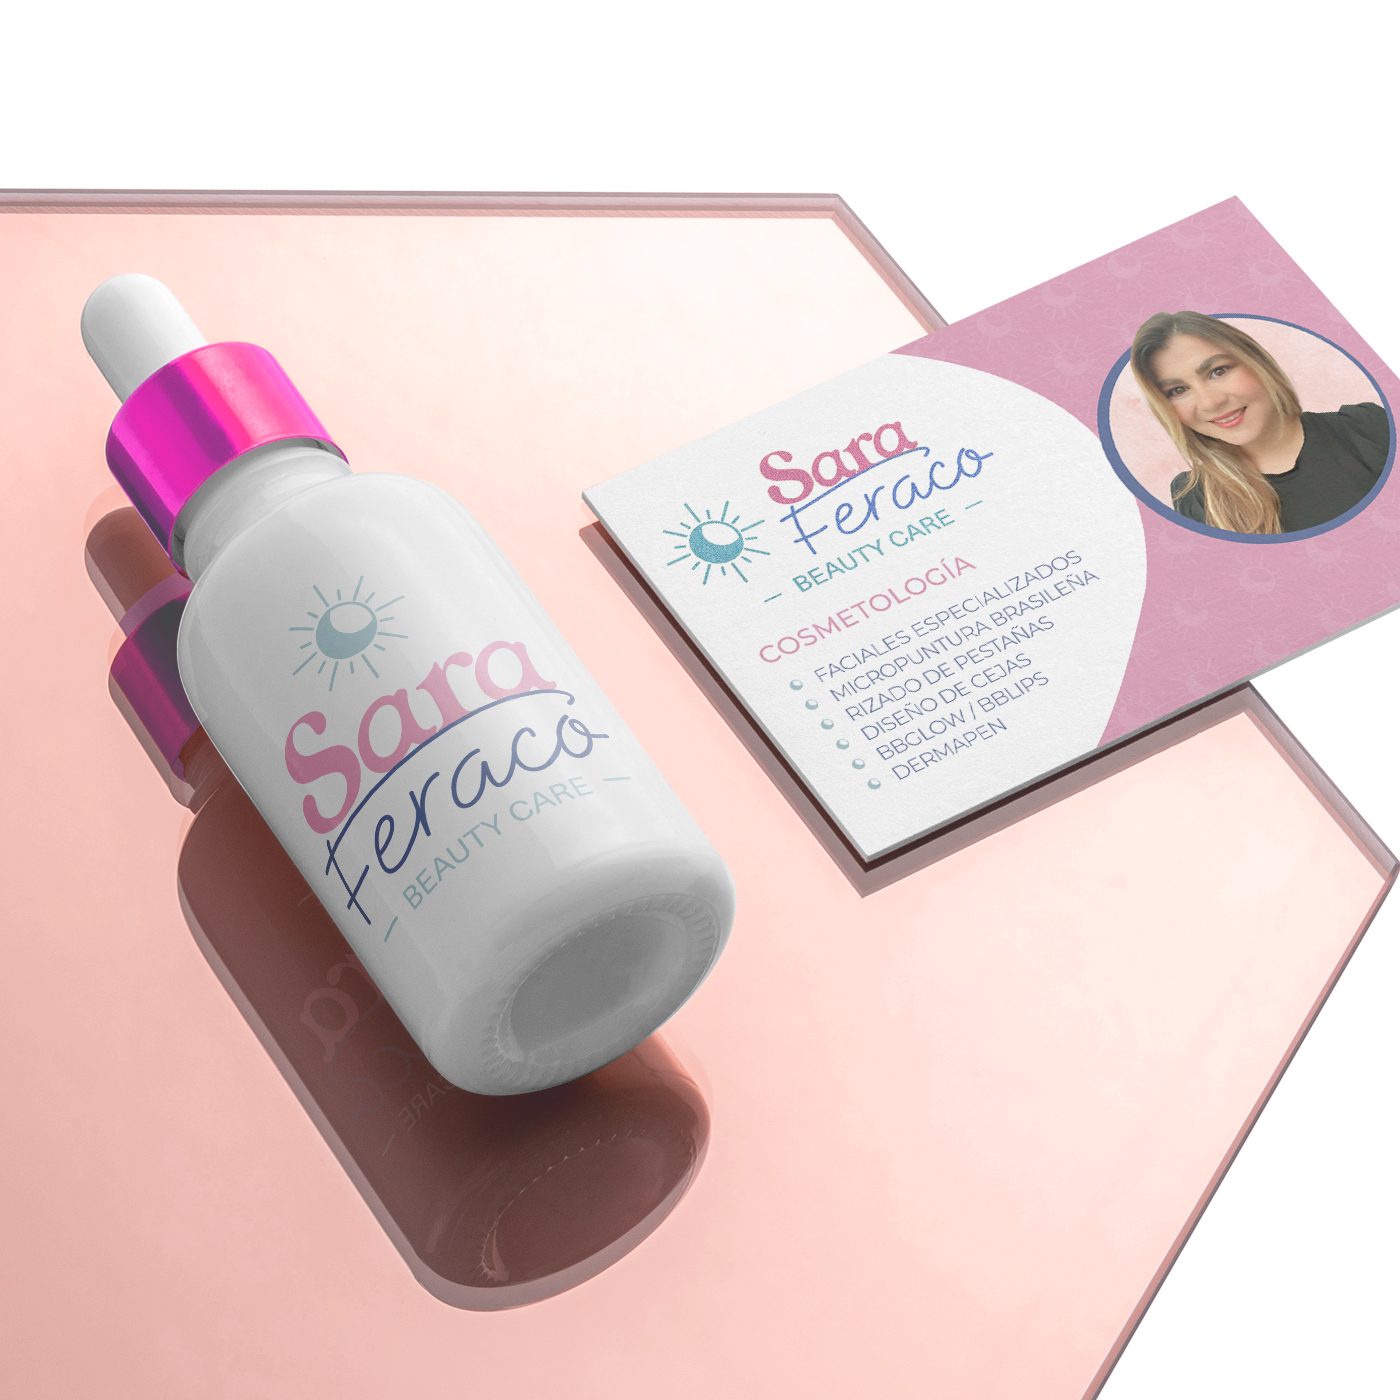 Sara
Feraco
BEAUTY CARE
Sara
Feraco
BEAUTY CARE
COSMETOLOGÍA
FACIALES ESPECIALIZADOS
MICROPUNTURA BRASILEÑA
RIZADO DE PESTAÑAS
DISEÑO DE CEJAS
BBGLOW / BBLIPS
DERMAPEN